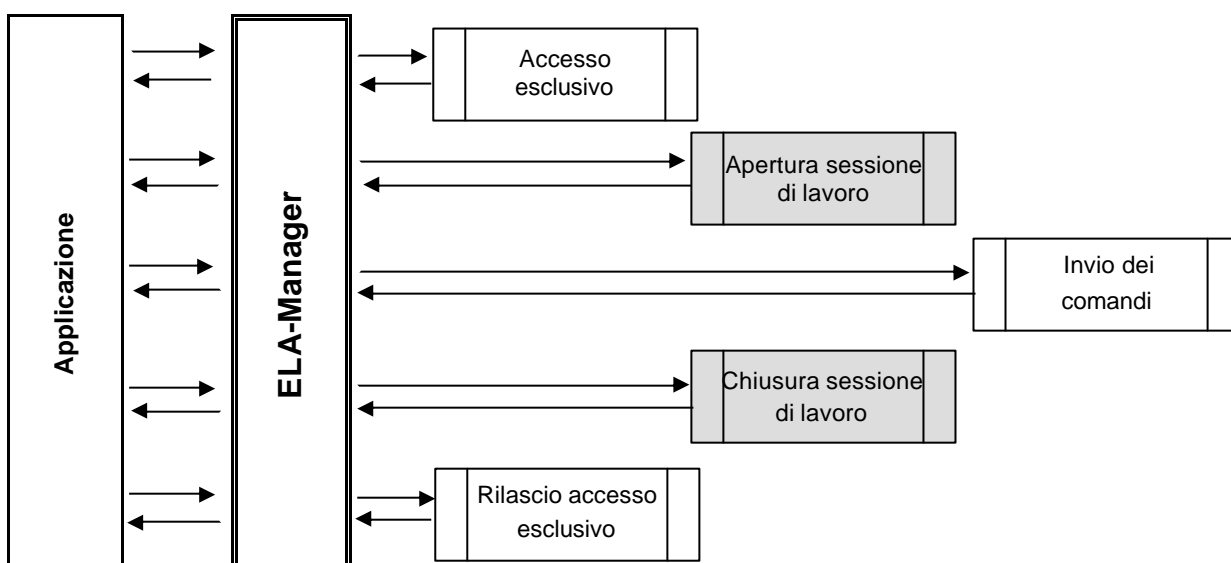 Applicazione
ELA-Manager
Accesso
esclusivo
Apertura sessione
di lavoro
Invio dei
comandi
Chiusura sessione
di lavoro
Rilascio accesso
esclusivo